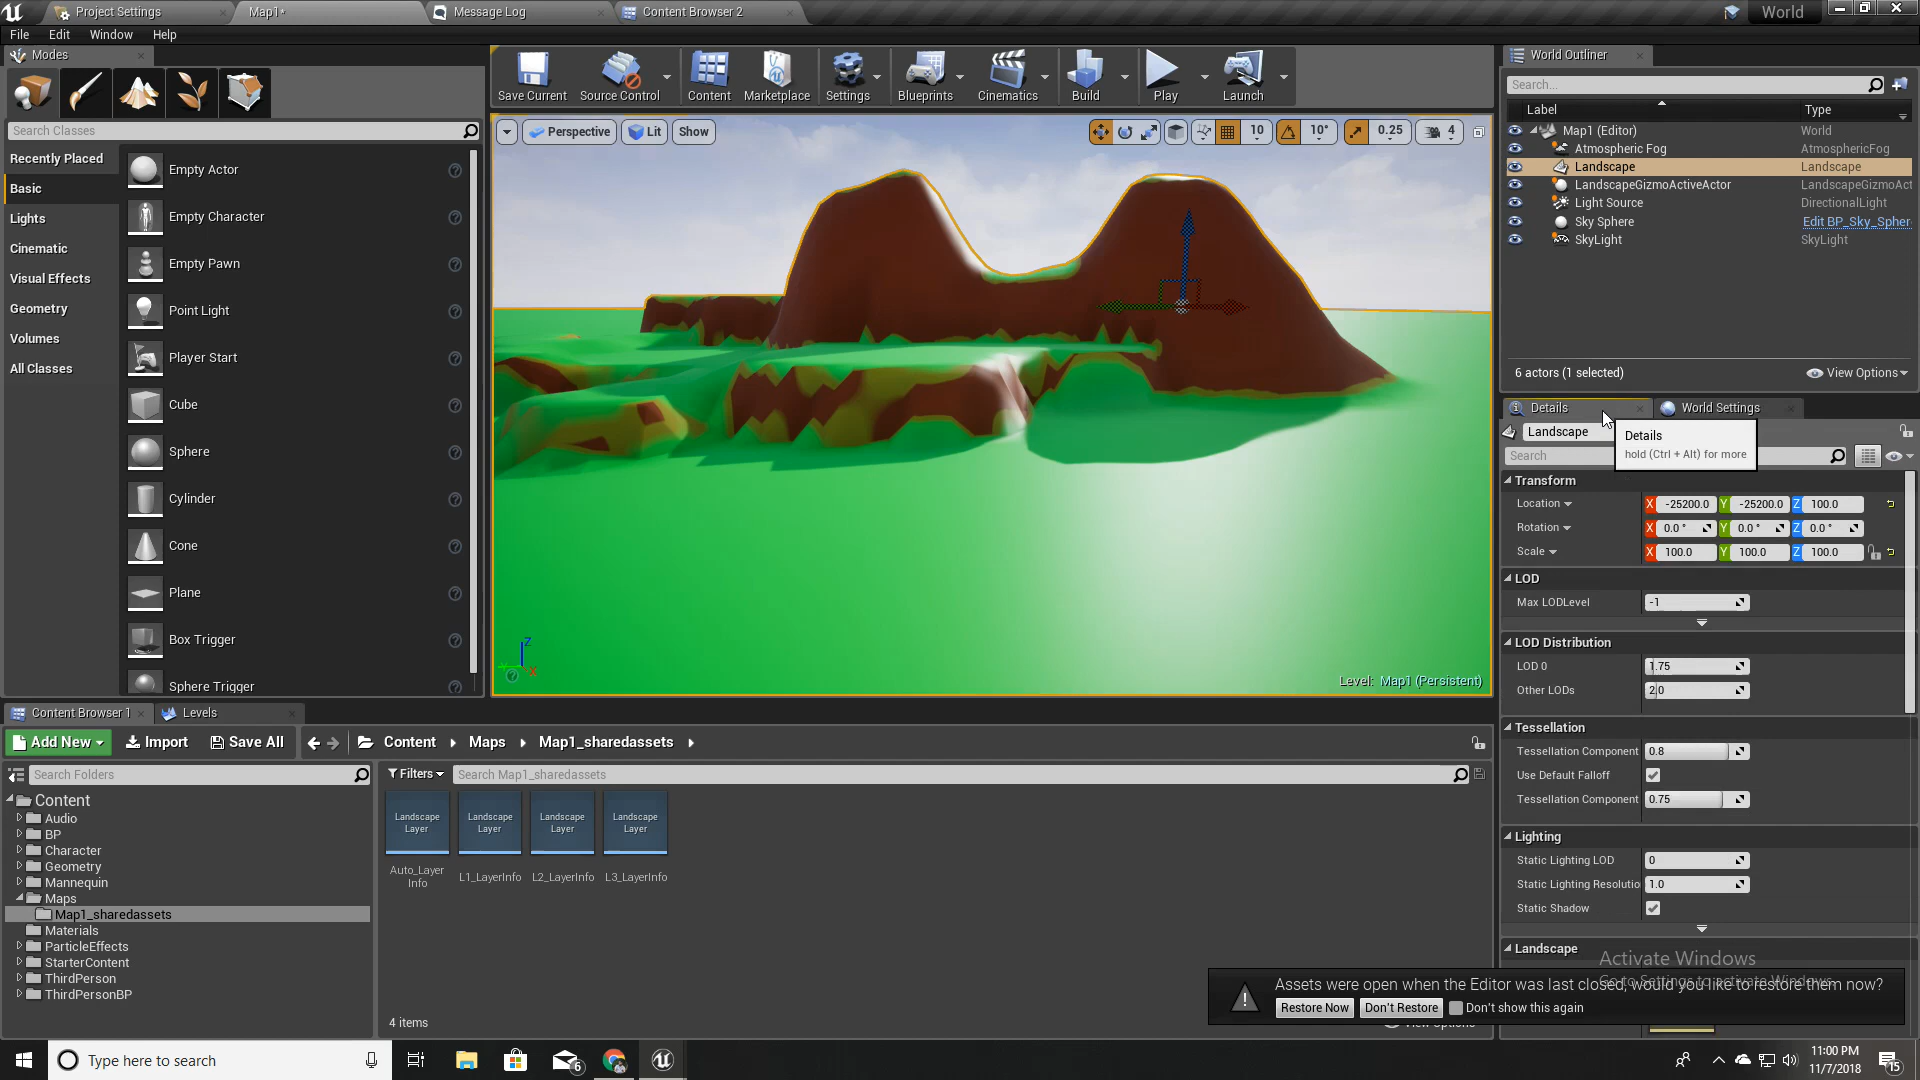 Project Settings
Map1*
Message Log
Content Browser 2
World
File Edit Window Help
Modes
Search Classes
Recently Placed
Basic
Lights
Cinematic
Visual Effects
Geometry
Volumes
All Classes
Empty Actor
Empty Character
Empty Pawn
Point Light
Player Start
Cube
Sphere
Cylinder
Cone
Plane
Box Trigger
Sphere Trigger
Save Current Source Control Content Marketplace Settings Blueprints Cinematics Build Play Launch
Perspective Lit Show
10 10° 0.25 4
Z
X
Level: Map1 (Persistent)
World Outliner
Search...
Label Type
Map1 (Editor) World
Atmospheric Fog AtmosphericFog
Landscape Landscape
LandscapeGizmoActiveActor LandscapeGizmoAct
Light Source DirectionalLight
Sky Sphere Edit BP_Sky_Spher
SkyLight SkyLight
6 actors (1 selected) View Options
Details World Settings
Landscape
Details
hold (Ctrl + Alt) for more
Search
Transform
Location X -25200.0 Y -25200.0 Z 100.0
Rotation X 0.0 ° Y 0.0 ° Z 0.0 °
Scale X 100.0 Y 100.0 Z 100.0
LOD
Max LODLevel -1
LOD Distribution
LOD 0 1.75
Other LODs 2.0
Tessellation
Tessellation Component 0.8
Use Default Falloff
Tessellation Component 0.75
Lighting
Static Lighting LOD 0
Static Lighting Resolutio 1.0
Static Shadow
Landscape
Activate Windows
Go to Settings to activate Windows.
Assets were open when the Editor was last closed, would you like to restore them now?
Restore Now Don't Restore Don't show this again
Content Browser 1 Levels
Add New Import Save All Content Maps Map1_sharedassets
Search Folders
Filters Search Map1_sharedassets
Content
Audio
BP
Character
Geometry
Mannequin
Maps
Map1_sharedassets
Materials
ParticleEffects
StarterContent
ThirdPerson
ThirdPersonBP
Landscape Layer
Landscape Layer
Landscape Layer
Landscape Layer
Auto_Layer Info
L1_LayerInfo
L2_LayerInfo
L3_LayerInfo
4 items View Options
Type here to search
6
11:00 PM
11/7/2018
15